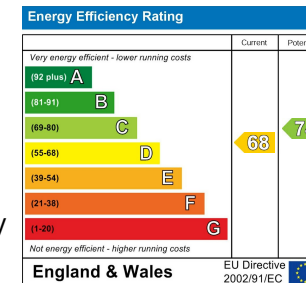 Energy Efficiency Rating
Current
Very energy efficient - lower running costs
(92 plus) A
(81-91) B
(69-80) C
(55-68) D
68
(39-54) E
(21-38) F
(1-20) G
Not energy efficient - higher running costs
England & Wales
EU Directive
2002/91/EC